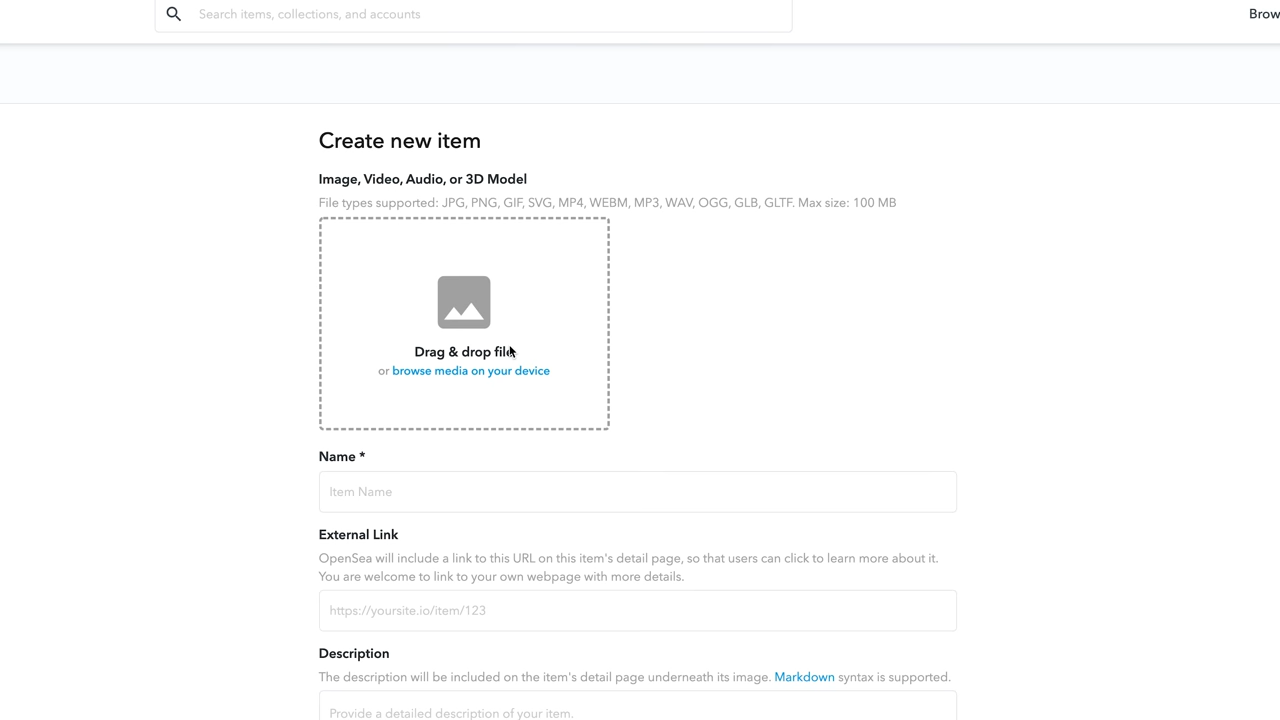 Search items, collections, and accounts
Brow
Create new item
Image, Video, Audio, or 3D Model
File types supported: JPG, PNG, GIF, SVG, MP4, WEBM, MP3, WAV, OGG, GLB, GLTF. Max size: 100 MB
Drag & drop file
or browse media on your device
Name *
Item Name
External Link
OpenSea will include a link to this URL on this item's detail page, so that users can click to learn more about it.
You are welcome to link to your own webpage with more details.
https://yoursite.io/item/123
Description
The description will be included on the item's detail page underneath its image. Markdown syntax is supported.
Provide a detailed description of your item.